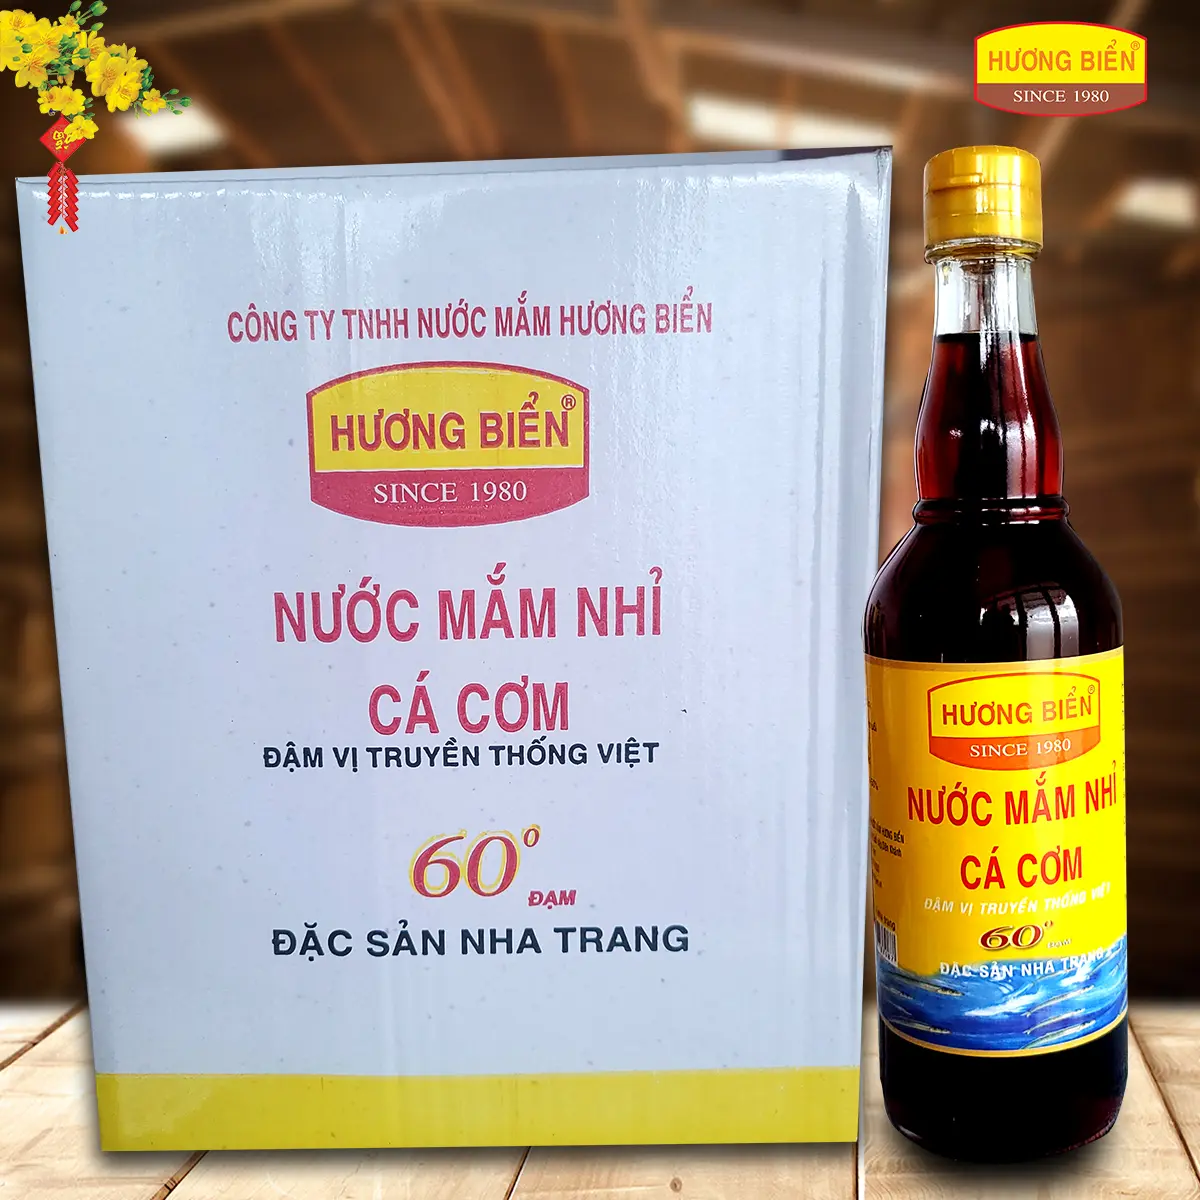 HƯƠNG BIỂN®
SINCE 1980
CÔNG TY TNHH NƯỚC MẮM HƯƠNG BIỂN
HƯƠNG BIỂN®
SINCE 1980
NƯỚC MẮM NHỈ
CÁ CƠM
ĐẬM VỊ TRUYỀN THỐNG VIỆT
60°
ĐẠM
ĐẶC SẢN NHA TRANG
HƯƠNG BIỂN®
SINCE 1980
NƯỚC MẮM NHỈ
CÁ CƠM
ĐẬM VỊ TRUYỀN THỐNG VIỆT
60°
ĐẠM
ĐẶC SẢN NHA TRANG